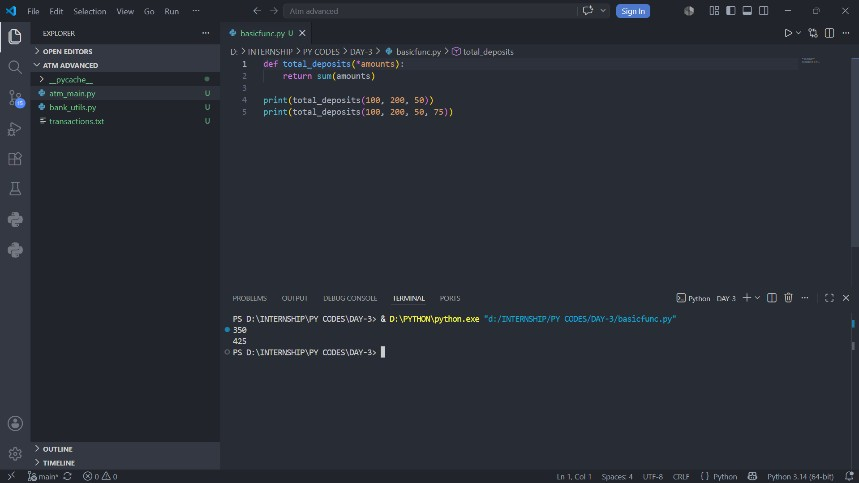 File Edit Selection View Go Run ··· Atm advanced Sign In
EXPLORER ···
OPEN EDITORS
ATM ADVANCED
__pycache__
atm_main.py U
bank_utils.py U
transactions.txt U
OUTLINE
TIMELINE
basicfunc.py U
D: > INTERNSHIP > PY CODES > DAY-3 > basicfunc.py > total_deposits
1 def total_deposits(*amounts):
2     return sum(amounts)
3
4 print(total_deposits(100, 200, 50))
5 print(total_deposits(100, 200, 50, 75))
PROBLEMS OUTPUT DEBUG CONSOLE TERMINAL PORTS Python DAY-3
PS D:\INTERNSHIP\PY CODES\DAY-3> & D:\PYTHON\python.exe "d:/INTERNSHIP/PY CODES/DAY-3/basicfunc.py"
350
425
PS D:\INTERNSHIP\PY CODES\DAY-3>
main* 0 0 Ln 1, Col 1 Spaces: 4 UTF-8 CRLF { } Python Python 3.14 (64-bit)